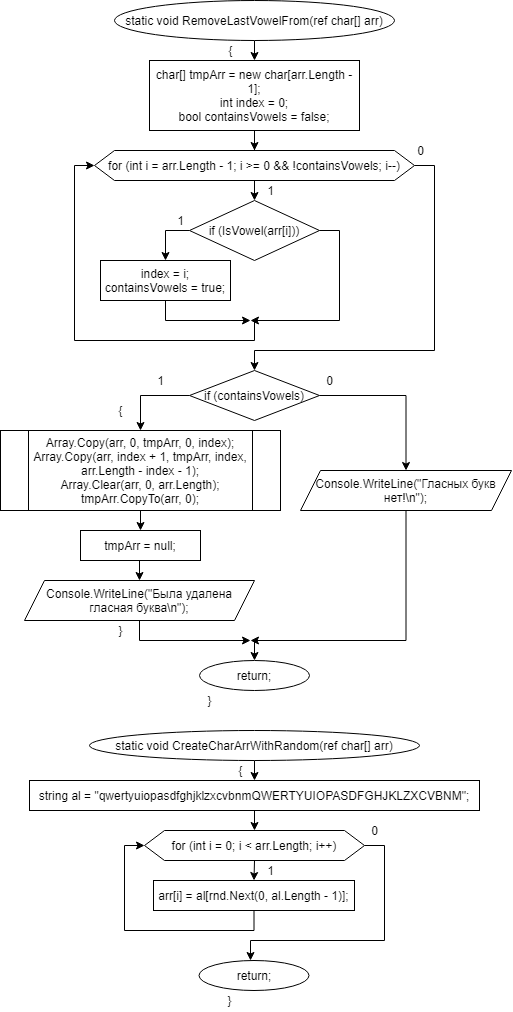 static void RemoveLastVowelFrom(ref char[] arr)
{
char[] tmpArr = new char[arr.Length -
1];
int index = 0;
bool containsVowels = false;
0
for (int i = arr.Length - 1; i >= 0 && !containsVowels; i--)
1
1
if (IsVowel(arr[i]))
index = i;
containsVowels = true;
1
0
if (containsVowels)
{
Array.Copy(arr, 0, tmpArr, 0, index);
Array.Copy(arr, index + 1, tmpArr, index,
arr.Length - index - 1);
Array.Clear(arr, 0, arr.Length);
tmpArr.CopyTo(arr, 0);
Console.WriteLine("Гласных букв
нет!\n");
tmpArr = null;
Console.WriteLine("Была удалена
гласная буква\n");
}
return;
}
static void CreateCharArrWithRandom(ref char[] arr)
{
string al = "qwertyuiopasdfghjklzxcvbnmQWERTYUIOPASDFGHJKLZXCVBNM";
0
for (int i = 0; i < arr.Length; i++)
1
arr[i] = al[rnd.Next(0, al.Length - 1)];
return;
}